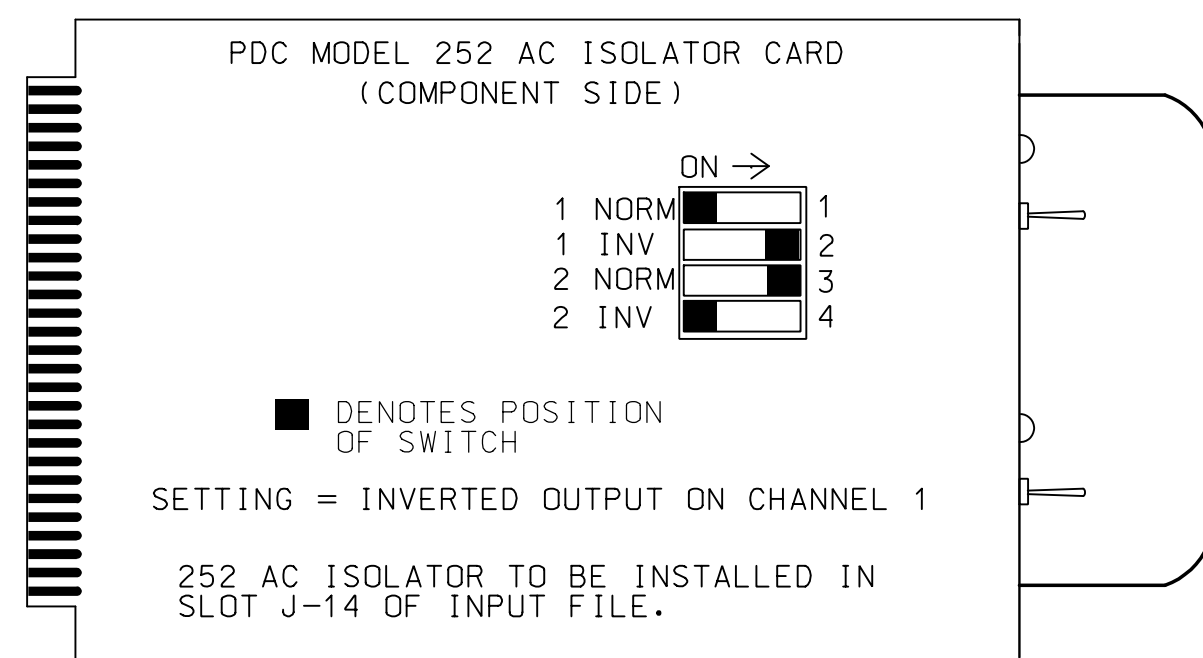 PDC MODEL 252 AC ISOLATOR CARD
(COMPONENT SIDE)
ON
1 NORM 1
1 INV 2
2 NORM 3
2 INV 4
DENOTES POSITION
OF SWITCH
SETTING = INVERTED OUTPUT ON CHANNEL 1
252 AC ISOLATOR TO BE INSTALLED IN
SLOT J-14 OF INPUT FILE.